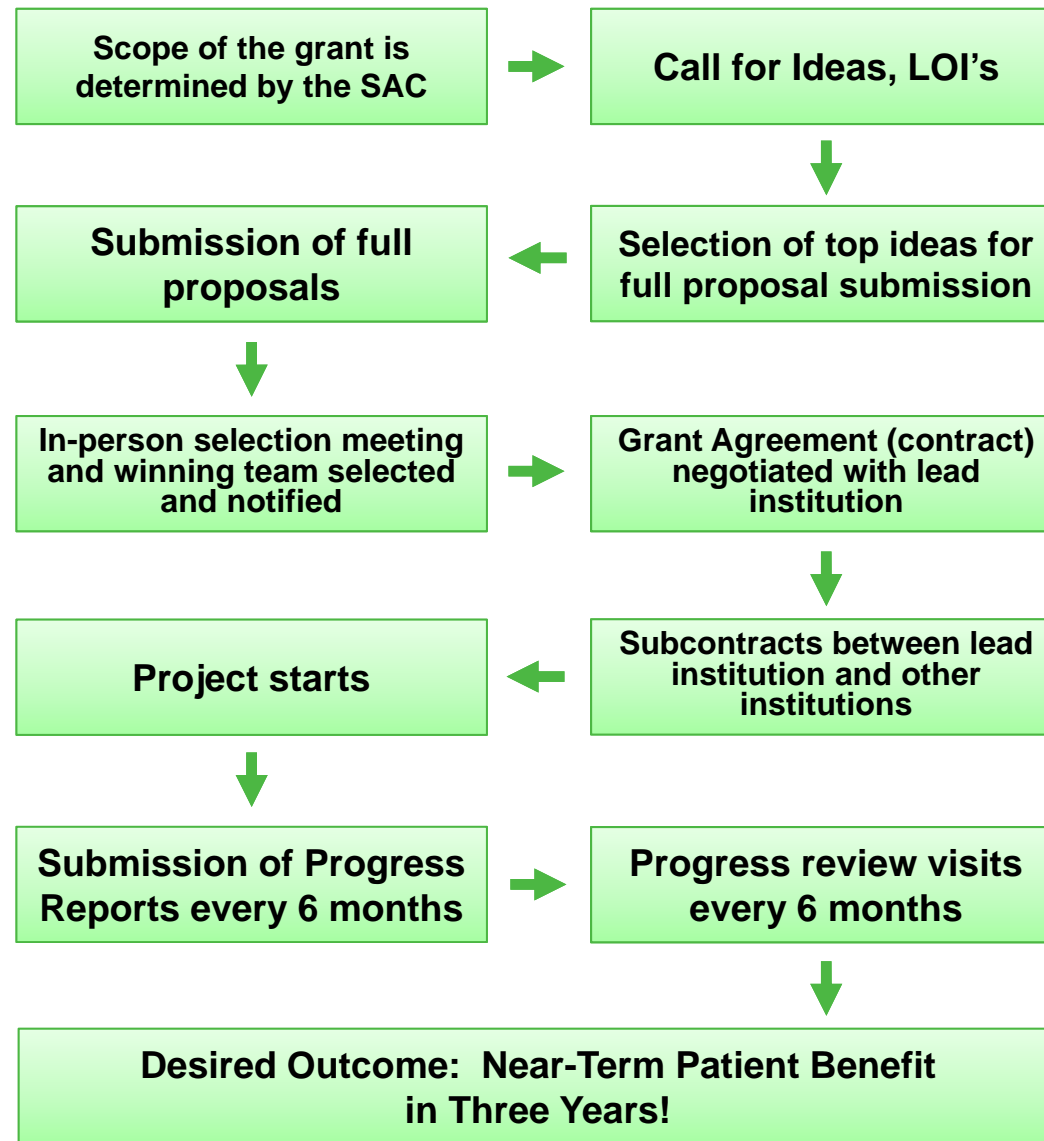 Scope of the grant is
determined by the SAC
Call for Ideas, LOI’s
Selection of top ideas for
full proposal submission
Submission of full
proposals
In-person selection meeting
and winning team selected
and notified
Grant Agreement (contract)
negotiated with lead
institution
Subcontracts between lead
institution and other
institutions
Project starts
Submission of Progress
Reports every 6 months
Progress review visits
every 6 months
Desired Outcome:  Near-Term Patient Benefit
in Three Years!